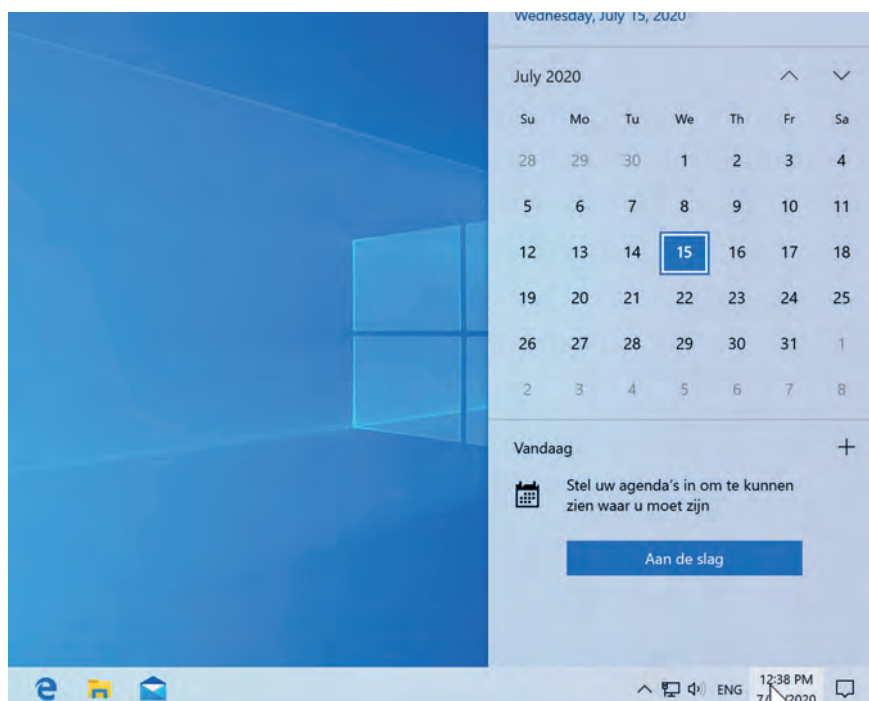 Wednesday, July 15, 2020
July 2020
Su Mo Tu We Th Fr Sa
28 29 30 1 2 3 4
5 6 7 8 9 10 11
12 13 14 15 16 17 18
19 20 21 22 23 24 25
26 27 28 29 30 31 1
2 3 4 5 6 7 8
Vandaag
Stel uw agenda's in om te kunnen
zien waar u moet zijn
Aan de slag
ENG 12:38 PM